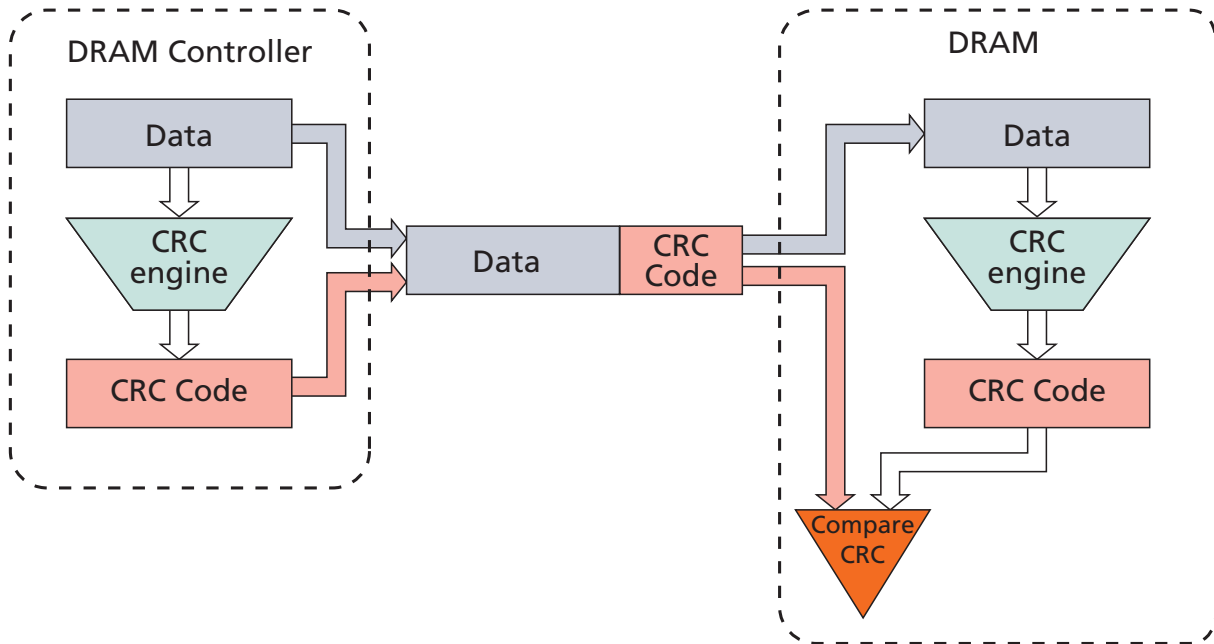 DRAM Controller
Data
CRC
engine
CRC Code
Data
CRC
Code
DRAM
Data
CRC
engine
CRC Code
Compare
CRC